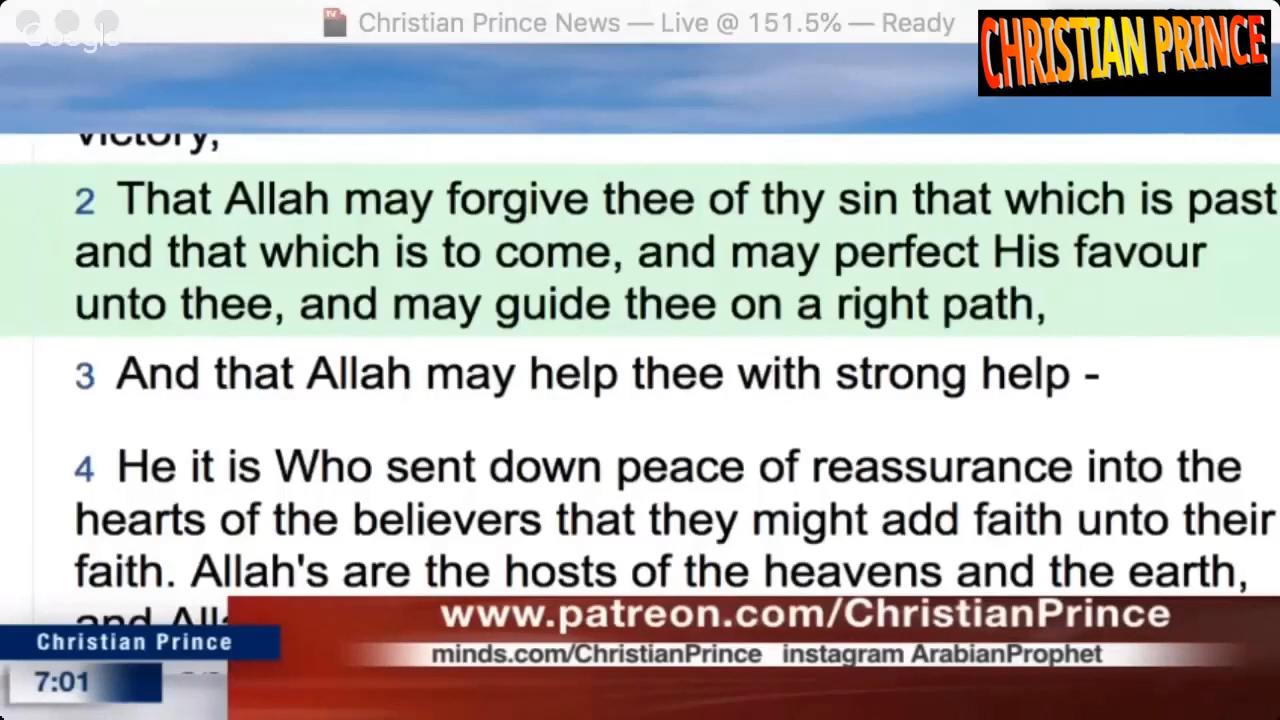 Christian Prince News — Live @ 151.5% — Ready
Google
CHRISTIAN PRINCE
victory,
2 That Allah may forgive thee of thy sin that which is past
and that which is to come, and may perfect His favour
unto thee, and may guide thee on a right path,
3 And that Allah may help thee with strong help -
4 He it is Who sent down peace of reassurance into the
hearts of the believers that they might add faith unto their
faith. Allah's are the hosts of the heavens and the earth,
and
www.patreon.com/ChristianPrince
Christian Prince
minds.com/ChristianPrince instagram ArabianProphet
7:01